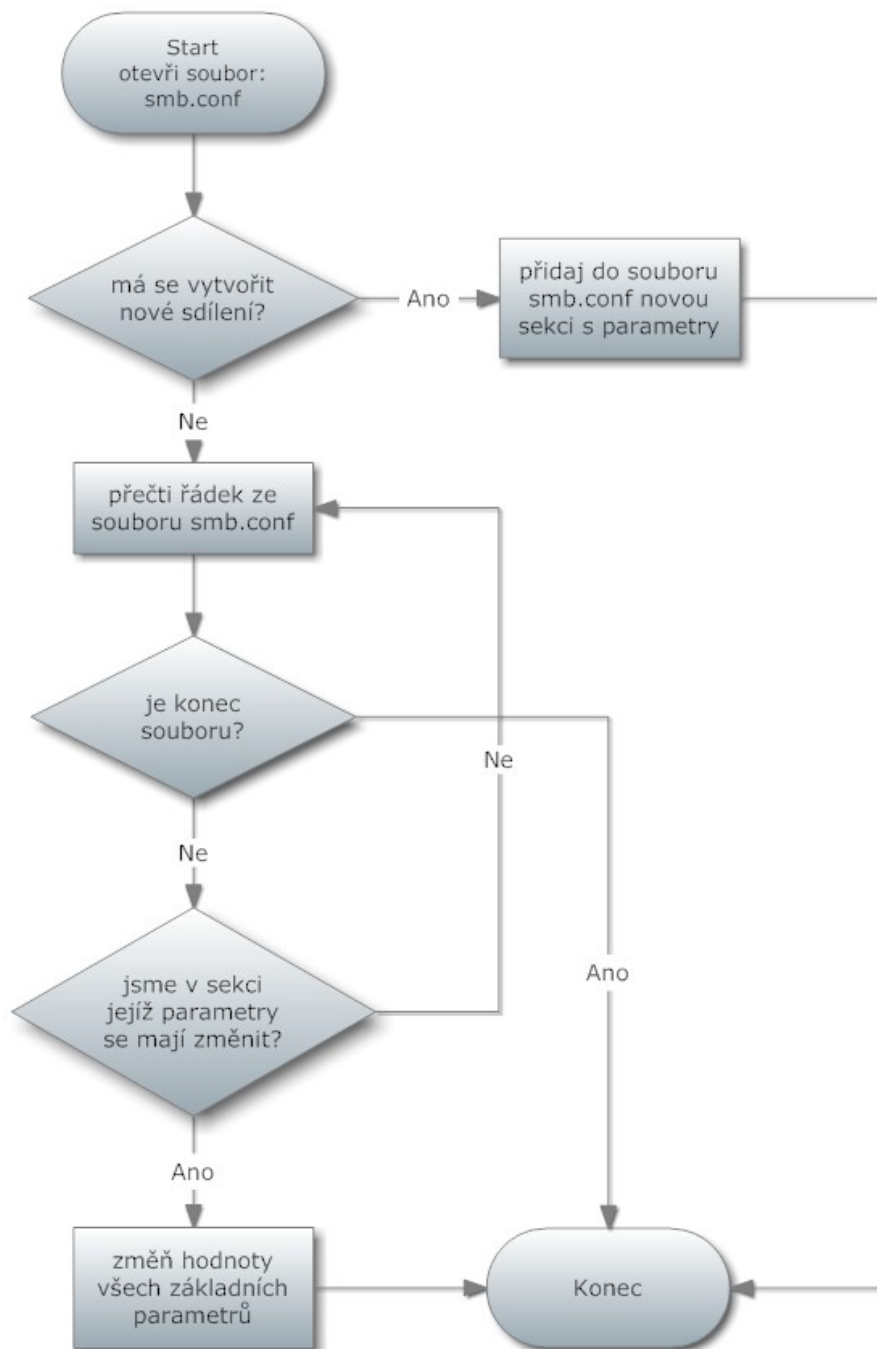 Start
otevři soubor:
smb.conf
má se vytvořit
nové sdílení?
Ano
přidaj do souboru
smb.conf novou
sekci s parametry
Ne
přečti řádek ze
souboru smb.conf
je konec
souboru?
Ne
Ne
jsme v sekci
jejíž parametry
se mají změnit?
Ano
Ano
změň hodnoty
všech základních
parametrů
Konec